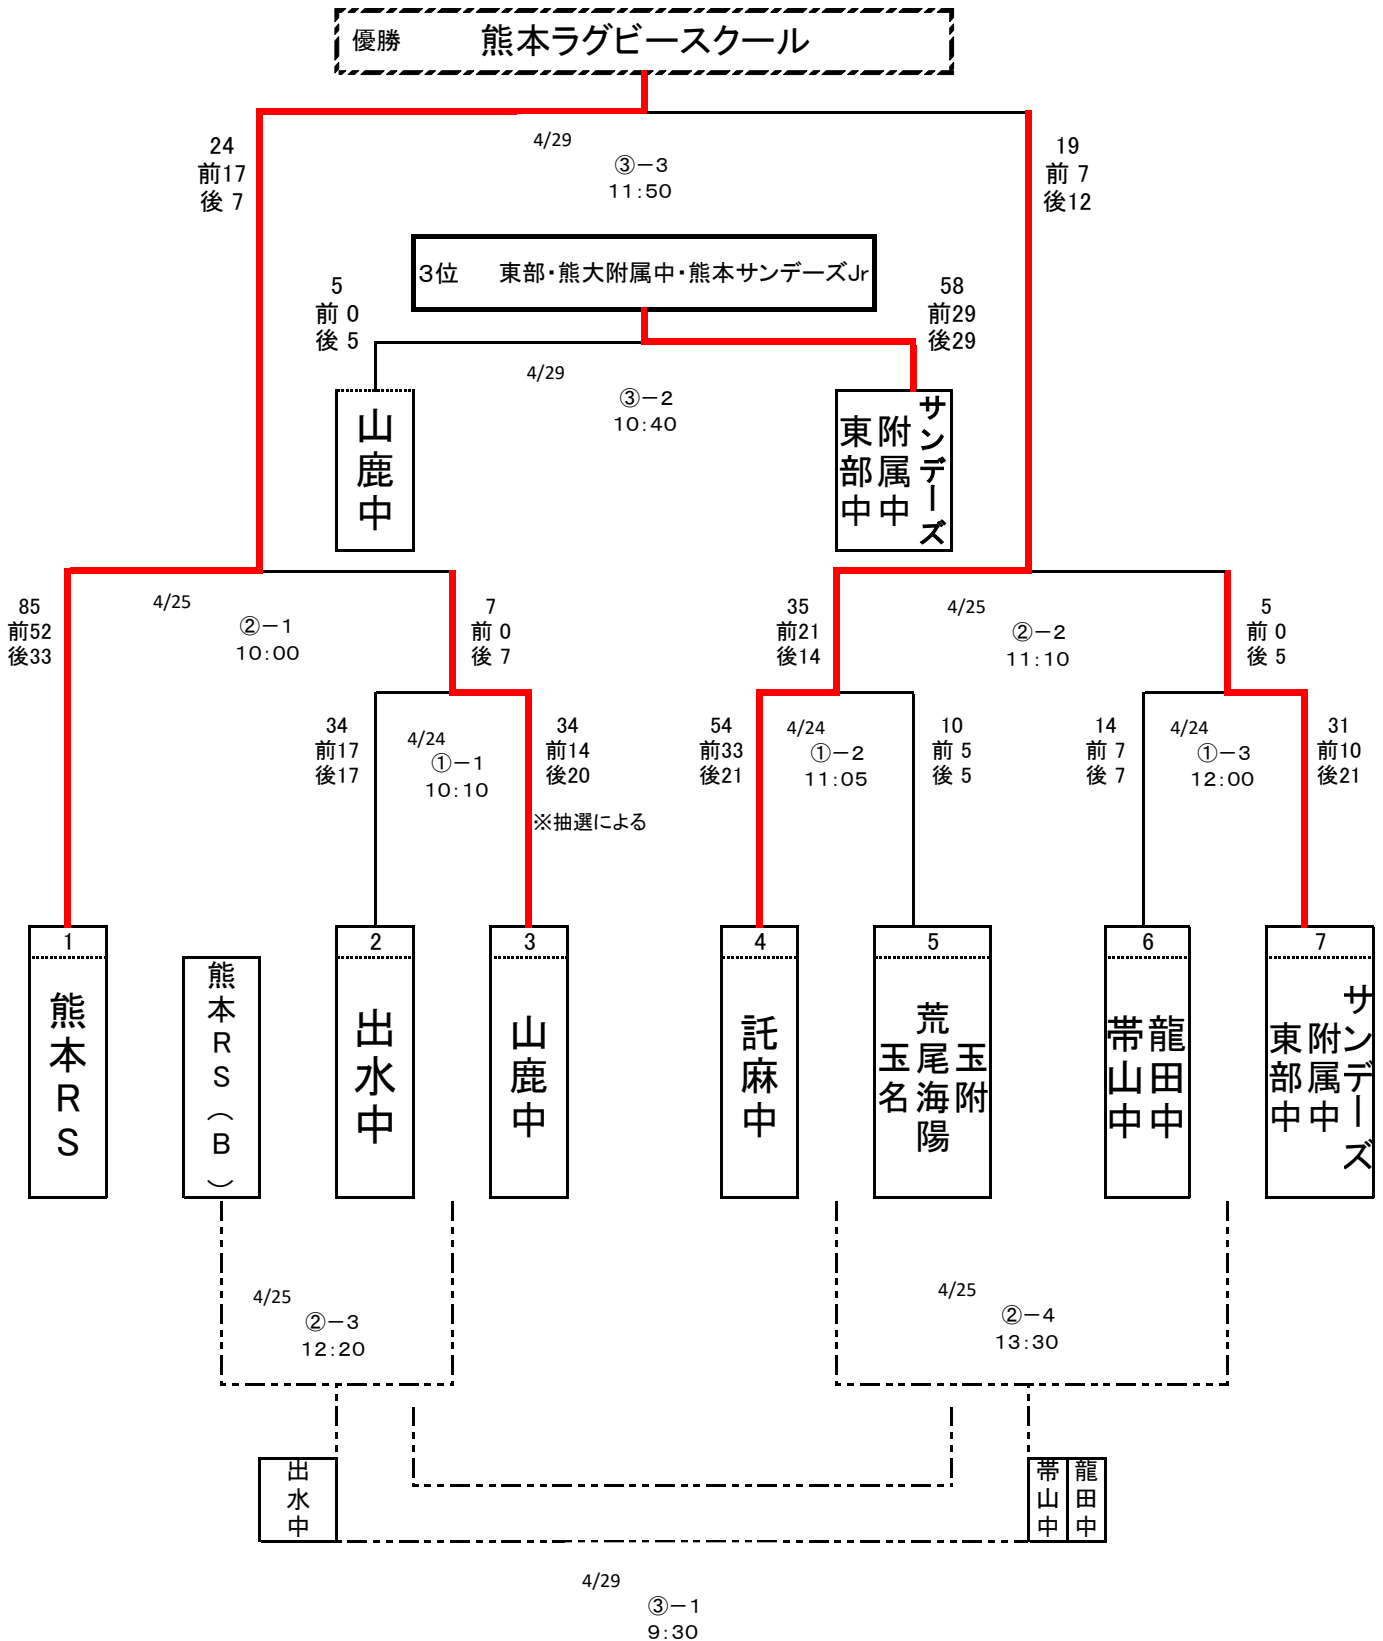 優勝 熊本ラグビースクール
24
前17
後 7
4/29
③－3
11:50
19
前 7
後12
3位 東部・熊大附属中・熊本サンデーズJr
5
前 0
後 5
4/29
③－2
10:40
58
前29
後29
山鹿中
東部中
附属中
サンデーズ
85
前52
後33
4/25
②－1
10:00
7
前 0
後 7
35
前21
後14
4/25
②－2
11:10
5
前 0
後 5
34
前17
後17
4/24
①－1
10:10
34
前14
後20
※抽選による
54
前33
後21
4/24
①－2
11:05
10
前 5
後 5
14
前 7
後 7
4/24
①－3
12:00
31
前10
後21
1
熊本RS
熊本RS（B）
2
出水中
3
山鹿中
4
託麻中
5
玉名
荒尾海陽
玉附
6
帯山中
龍田中
7
東部中
附属中
サンデーズ
4/25
②－3
12:20
4/25
②－4
13:30
出水中
帯山中
龍田中
4/29
③－1
9:30